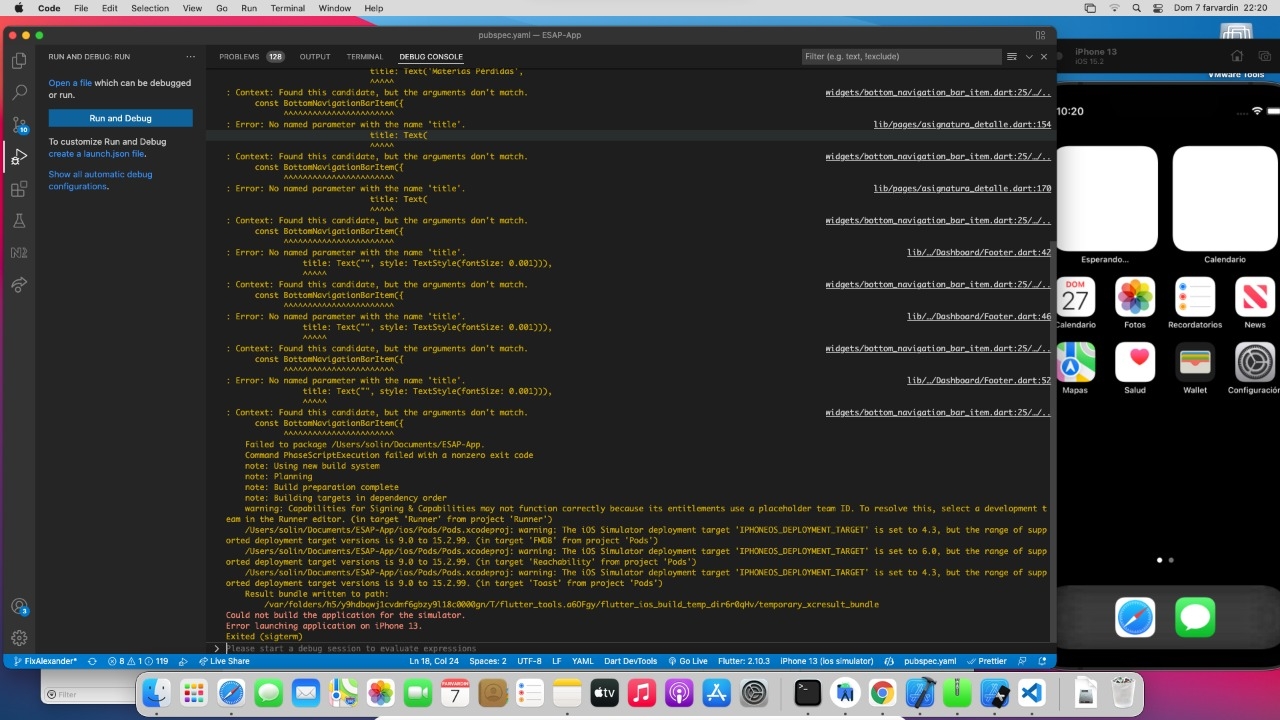 Code File Edit Selection View Go Run Terminal Window Help
Dom 7 farvardin 22:20
pubspec.yaml — ESAP-App
RUN AND DEBUG: RUN
Open a file which can be debugged
or run.
Run and Debug
To customize Run and Debug
create a launch.json file.
Show all automatic debug
configurations.
10
3
PROBLEMS 128 OUTPUT TERMINAL DEBUG CONSOLE
Filter (e.g. text, !exclude)
title: Text('Materias Pérdidas',
^^^^^
: Context: Found this candidate, but the arguments don't match. widgets/bottom_navigation_bar_item.dart:25/…/..
const BottomNavigationBarItem({
^^^^^^^^^^^^^^^^^^^^^^^
: Error: No named parameter with the name 'title'. lib/pages/asignatura_detalle.dart:154
title: Text(
^^^^^
: Context: Found this candidate, but the arguments don't match. widgets/bottom_navigation_bar_item.dart:25/…/..
const BottomNavigationBarItem({
^^^^^^^^^^^^^^^^^^^^^^^
: Error: No named parameter with the name 'title'. lib/pages/asignatura_detalle.dart:170
title: Text(
^^^^^
: Context: Found this candidate, but the arguments don't match. widgets/bottom_navigation_bar_item.dart:25/…/..
const BottomNavigationBarItem({
^^^^^^^^^^^^^^^^^^^^^^^
: Error: No named parameter with the name 'title'. lib/…/Dashboard/Footer.dart:42
title: Text("", style: TextStyle(fontSize: 0.001))),
^^^^^
: Context: Found this candidate, but the arguments don't match. widgets/bottom_navigation_bar_item.dart:25/…/..
const BottomNavigationBarItem({
^^^^^^^^^^^^^^^^^^^^^^^
: Error: No named parameter with the name 'title'. lib/…/Dashboard/Footer.dart:46
title: Text("", style: TextStyle(fontSize: 0.001))),
^^^^^
: Context: Found this candidate, but the arguments don't match. widgets/bottom_navigation_bar_item.dart:25/…/..
const BottomNavigationBarItem({
^^^^^^^^^^^^^^^^^^^^^^^
: Error: No named parameter with the name 'title'. lib/…/Dashboard/Footer.dart:52
title: Text("", style: TextStyle(fontSize: 0.001))),
^^^^^
: Context: Found this candidate, but the arguments don't match. widgets/bottom_navigation_bar_item.dart:25/…/..
const BottomNavigationBarItem({
^^^^^^^^^^^^^^^^^^^^^^^
Failed to package /Users/solin/Documents/ESAP-App.
Command PhaseScriptExecution failed with a nonzero exit code
note: Using new build system
note: Planning
note: Build preparation complete
note: Building targets in dependency order
warning: Capabilities for Signing & Capabilities may not function correctly because its entitlements use a placeholder team ID. To resolve this, select a development t
eam in the Runner editor. (in target 'Runner' from project 'Runner')
/Users/solin/Documents/ESAP-App/ios/Pods/Pods.xcodeproj: warning: The iOS Simulator deployment target 'IPHONEOS_DEPLOYMENT_TARGET' is set to 4.3, but the range of supp
orted deployment target versions is 9.0 to 15.2.99. (in target 'FMDB' from project 'Pods')
/Users/solin/Documents/ESAP-App/ios/Pods/Pods.xcodeproj: warning: The iOS Simulator deployment target 'IPHONEOS_DEPLOYMENT_TARGET' is set to 6.0, but the range of supp
orted deployment target versions is 9.0 to 15.2.99. (in target 'Reachability' from project 'Pods')
/Users/solin/Documents/ESAP-App/ios/Pods/Pods.xcodeproj: warning: The iOS Simulator deployment target 'IPHONEOS_DEPLOYMENT_TARGET' is set to 4.3, but the range of supp
orted deployment target versions is 9.0 to 15.2.99. (in target 'Toast' from project 'Pods')
Result bundle written to path:
/var/folders/h5/y9hdbqwj1cvdmf6gbzy9l18c0000gn/T/flutter_tools.a6OFgy/flutter_ios_build_temp_dir6r0qHv/temporary_xcresult_bundle
Could not build the application for the simulator.
Error launching application on iPhone 13.
Exited (sigterm)
Please start a debug session to evaluate expressions
FixAlexander* 8 1 119 Live Share Ln 18, Col 24 Spaces: 2 UTF-8 LF YAML Dart DevTools Go Live Flutter: 2.10.3 iPhone 13 (ios simulator) pubspec.yaml Prettier
iPhone 13
iOS 15.2
VMware Tools
10:20
Esperando... Calendario
DOM
27
Calendario Fotos Recordatorios News
Mapas Salud Wallet Configuración
Filter
MAR
7
tv